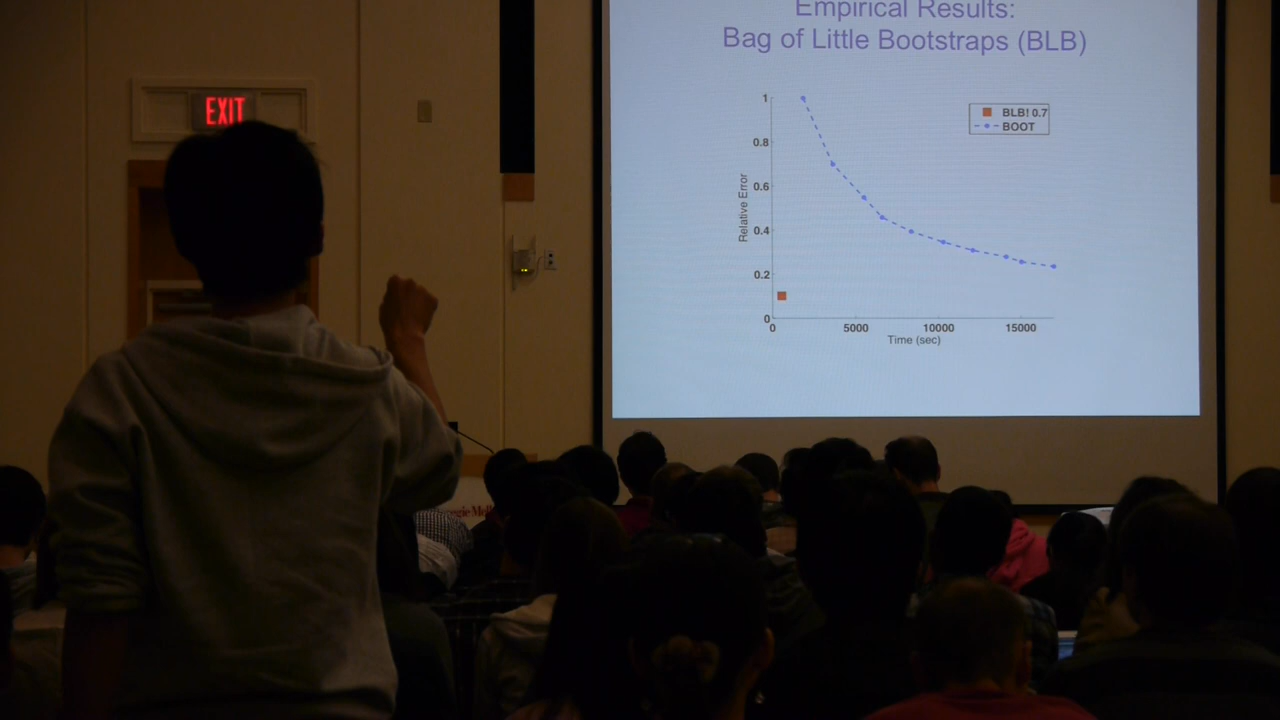 Empirical Results:
Bag of Little Bootstraps (BLB)
EXIT
1
0.8
0.6
0.4
0.2
0
Relative Error
BLB! 0.7
BOOT
0
5000
10000
15000
Time (sec)